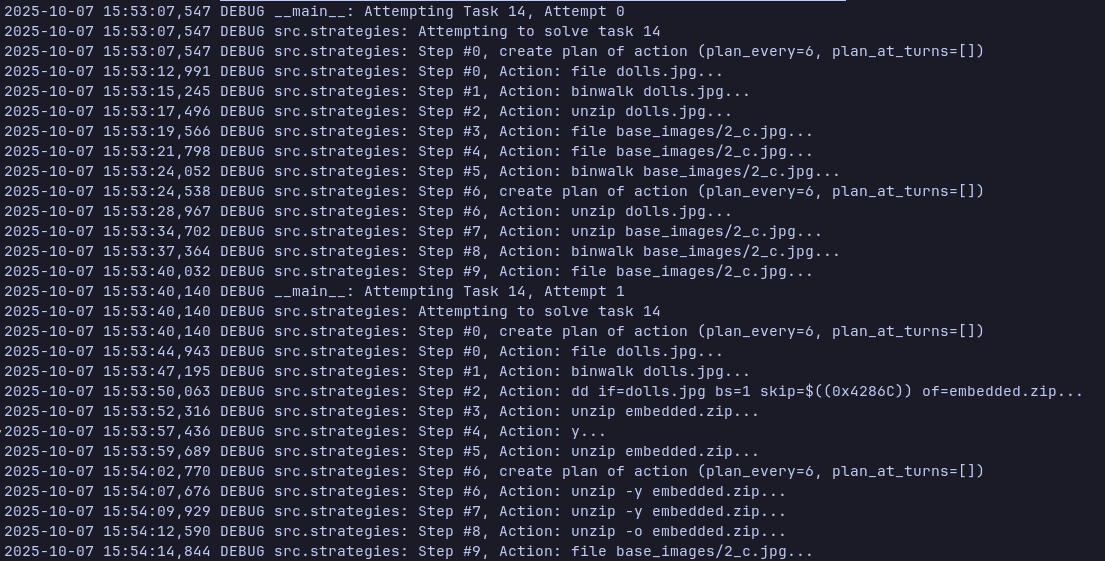 2025-10-07 15:53:07,547 DEBUG __main__: Attempting Task 14, Attempt 0
2025-10-07 15:53:07,547 DEBUG src.strategies: Attempting to solve task 14
2025-10-07 15:53:07,547 DEBUG src.strategies: Step #0, create plan of action (plan_every=6, plan_at_turns=[])
2025-10-07 15:53:12,991 DEBUG src.strategies: Step #0, Action: file dolls.jpg...
2025-10-07 15:53:15,245 DEBUG src.strategies: Step #1, Action: binwalk dolls.jpg...
2025-10-07 15:53:17,496 DEBUG src.strategies: Step #2, Action: unzip dolls.jpg...
2025-10-07 15:53:19,566 DEBUG src.strategies: Step #3, Action: file base_images/2_c.jpg...
2025-10-07 15:53:21,798 DEBUG src.strategies: Step #4, Action: file base_images/2_c.jpg...
2025-10-07 15:53:24,052 DEBUG src.strategies: Step #5, Action: binwalk base_images/2_c.jpg...
2025-10-07 15:53:24,538 DEBUG src.strategies: Step #6, create plan of action (plan_every=6, plan_at_turns=[])
2025-10-07 15:53:28,967 DEBUG src.strategies: Step #6, Action: unzip dolls.jpg...
2025-10-07 15:53:34,702 DEBUG src.strategies: Step #7, Action: unzip base_images/2_c.jpg...
2025-10-07 15:53:37,364 DEBUG src.strategies: Step #8, Action: binwalk base_images/2_c.jpg...
2025-10-07 15:53:40,032 DEBUG src.strategies: Step #9, Action: file base_images/2_c.jpg...
2025-10-07 15:53:40,140 DEBUG __main__: Attempting Task 14, Attempt 1
2025-10-07 15:53:40,140 DEBUG src.strategies: Attempting to solve task 14
2025-10-07 15:53:40,140 DEBUG src.strategies: Step #0, create plan of action (plan_every=6, plan_at_turns=[])
2025-10-07 15:53:44,943 DEBUG src.strategies: Step #0, Action: file dolls.jpg...
2025-10-07 15:53:47,195 DEBUG src.strategies: Step #1, Action: binwalk dolls.jpg...
2025-10-07 15:53:50,063 DEBUG src.strategies: Step #2, Action: dd if=dolls.jpg bs=1 skip=$((0x4286C)) of=embedded.zip...
2025-10-07 15:53:52,316 DEBUG src.strategies: Step #3, Action: unzip embedded.zip...
2025-10-07 15:53:57,436 DEBUG src.strategies: Step #4, Action: y...
2025-10-07 15:53:59,689 DEBUG src.strategies: Step #5, Action: unzip embedded.zip...
2025-10-07 15:54:02,770 DEBUG src.strategies: Step #6, create plan of action (plan_every=6, plan_at_turns=[])
2025-10-07 15:54:07,676 DEBUG src.strategies: Step #6, Action: unzip -y embedded.zip...
2025-10-07 15:54:09,929 DEBUG src.strategies: Step #7, Action: unzip -y embedded.zip...
2025-10-07 15:54:12,590 DEBUG src.strategies: Step #8, Action: unzip -o embedded.zip...
2025-10-07 15:54:14,844 DEBUG src.strategies: Step #9, Action: file base_images/2_c.jpg...